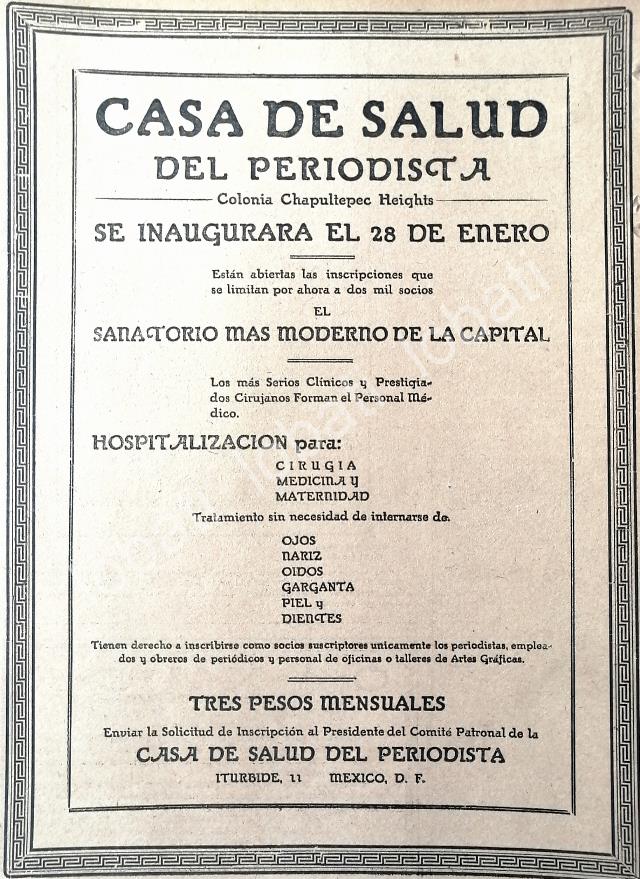 CASA DE SALUD
DEL PERIODISTA
Colonia Chapultepec Heights
SE INAUGURARA EL 28 DE ENERO
Están abiertas las inscripciones que
se limitan por ahora a dos mil socios
EL
SANATORIO MAS MODERNO DE LA CAPITAL
Los más Serios Clínicos y Prestigia-
dos Cirujanos Forman el Personal Mé-
dico.
HOSPITALIZACION para:
CIRUGIA
MEDICINA y
MATERNIDAD
Tratamiento sin necesidad de internarse de:
OJOS
NARIZ
OIDOS
GARGANTA
PIEL y
DIENTES
Tienen derecho a inscribirse como socios suscriptores unicamente los periodistas, emplea-
dos y obreros de periódicos y personal de oficinas o talleres de Artes Gráficas.
TRES PESOS MENSUALES
Enviar la Solicitud de Inscripción al Presidente del Comité Patronal de la
CASA DE SALUD DEL PERIODISTA
ITURBIDE, 11 MEXICO, D. F.
lobati lobati lobati lobati